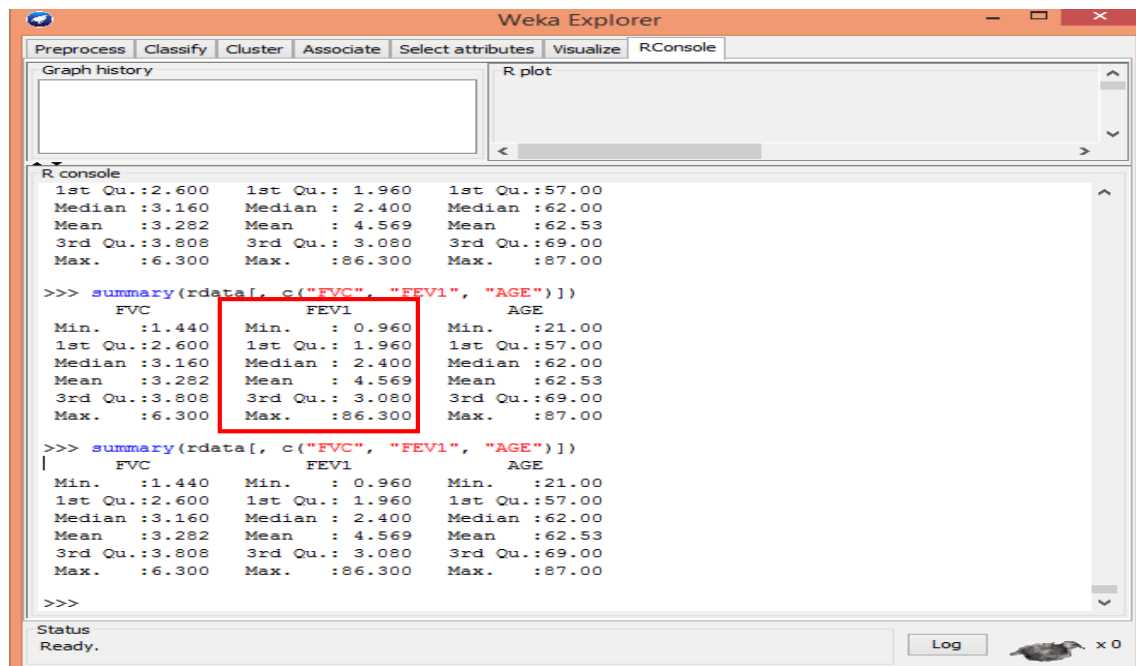 Weka Explorer
Preprocess Classify Cluster Associate Select attributes Visualize RConsole
Graph history
R plot
R console
1st Qu.:2.600 1st Qu.: 1.960 1st Qu.:57.00
Median :3.160 Median : 2.400 Median :62.00
Mean :3.282 Mean : 4.569 Mean :62.53
3rd Qu.:3.808 3rd Qu.: 3.080 3rd Qu.:69.00
Max. :6.300 Max. :86.300 Max. :87.00
>>> summary(rdata[, c("FVC", "FEV1", "AGE")])
FVC FEV1 AGE
Min. :1.440 Min. : 0.960 Min. :21.00
1st Qu.:2.600 1st Qu.: 1.960 1st Qu.:57.00
Median :3.160 Median : 2.400 Median :62.00
Mean :3.282 Mean : 4.569 Mean :62.53
3rd Qu.:3.808 3rd Qu.: 3.080 3rd Qu.:69.00
Max. :6.300 Max. :86.300 Max. :87.00
>>> summary(rdata[, c("FVC", "FEV1", "AGE")])
FVC FEV1 AGE
Min. :1.440 Min. : 0.960 Min. :21.00
1st Qu.:2.600 1st Qu.: 1.960 1st Qu.:57.00
Median :3.160 Median : 2.400 Median :62.00
Mean :3.282 Mean : 4.569 Mean :62.53
3rd Qu.:3.808 3rd Qu.: 3.080 3rd Qu.:69.00
Max. :6.300 Max. :86.300 Max. :87.00
>>>
Status
Ready.
Log
x 0